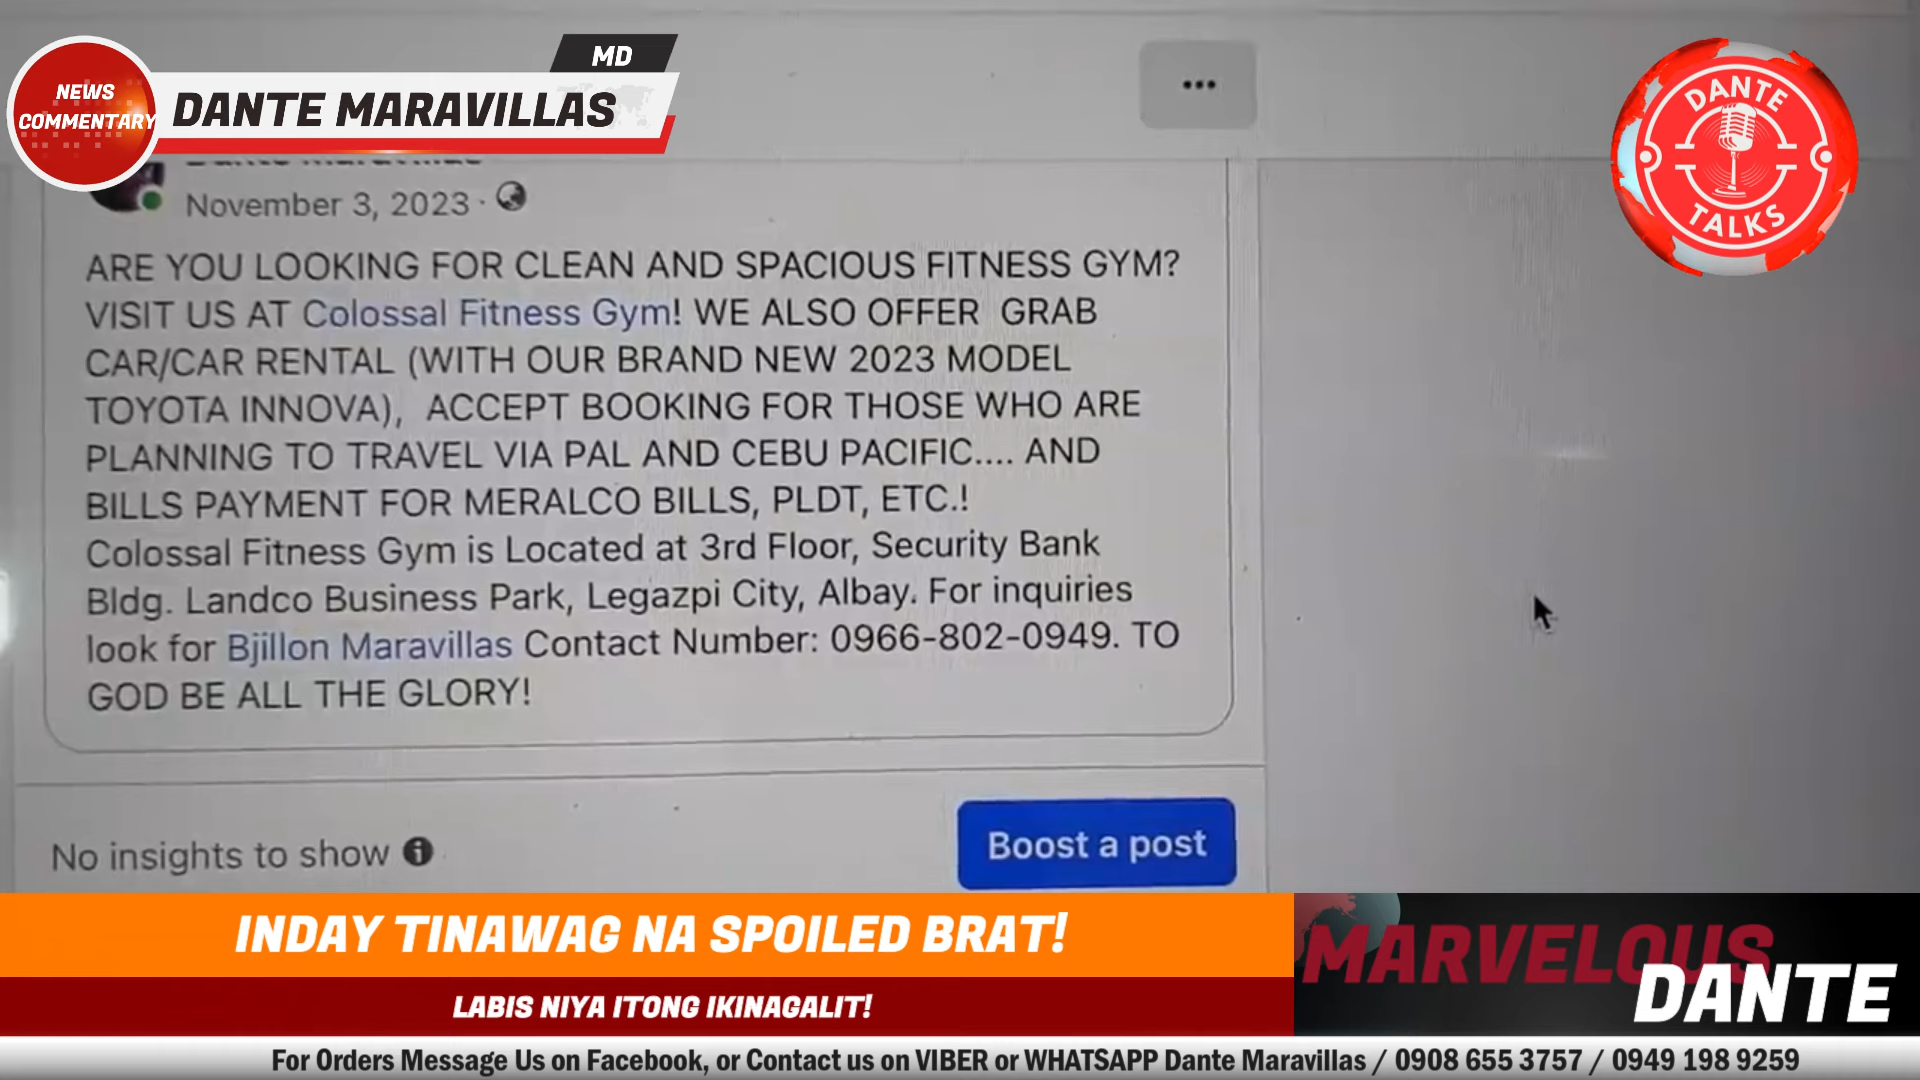 MD
NEWS
COMMENTARY
DANTE MARAVILLAS
DANTE
TALKS
November 3, 2023 ·
ARE YOU LOOKING FOR CLEAN AND SPACIOUS FITNESS GYM?
VISIT US AT Colossal Fitness Gym! WE ALSO OFFER GRAB
CAR/CAR RENTAL (WITH OUR BRAND NEW 2023 MODEL
TOYOTA INNOVA), ACCEPT BOOKING FOR THOSE WHO ARE
PLANNING TO TRAVEL VIA PAL AND CEBU PACIFIC.... AND
BILLS PAYMENT FOR MERALCO BILLS, PLDT, ETC.!
Colossal Fitness Gym is Located at 3rd Floor, Security Bank
Bldg. Landco Business Park, Legazpi City, Albay. For inquiries
look for Bjillon Maravillas Contact Number: 0966-802-0949. TO
GOD BE ALL THE GLORY!
No insights to show
Boost a post
INDAY TINAWAG NA SPOILED BRAT!
LABIS NIYA ITONG IKINAGALIT!
MARVELOUS
DANTE
For Orders Message Us on Facebook, or Contact us on VIBER or WHATSAPP Dante Maravillas / 0908 655 3757 / 0949 198 9259